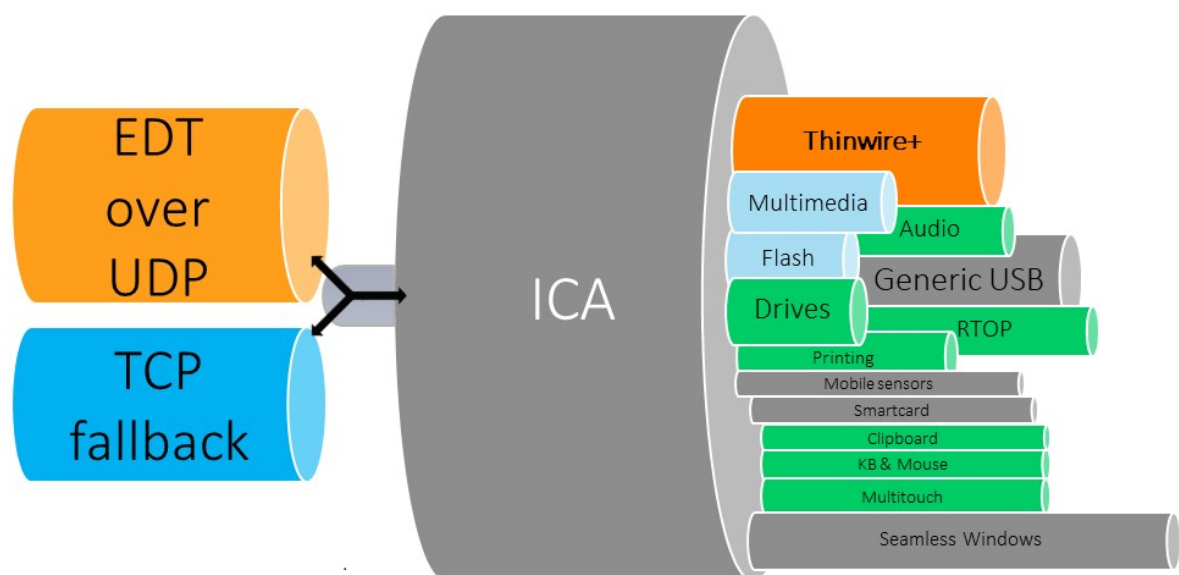 EDT
over
UDP
TCP
fallback
ICA
Thinwire+
Multimedia
Audio
Flash
Generic USB
Drives
RTOP
Printing
Mobile sensors
Smartcard
Clipboard
KB & Mouse
Multitouch
Seamless Windows